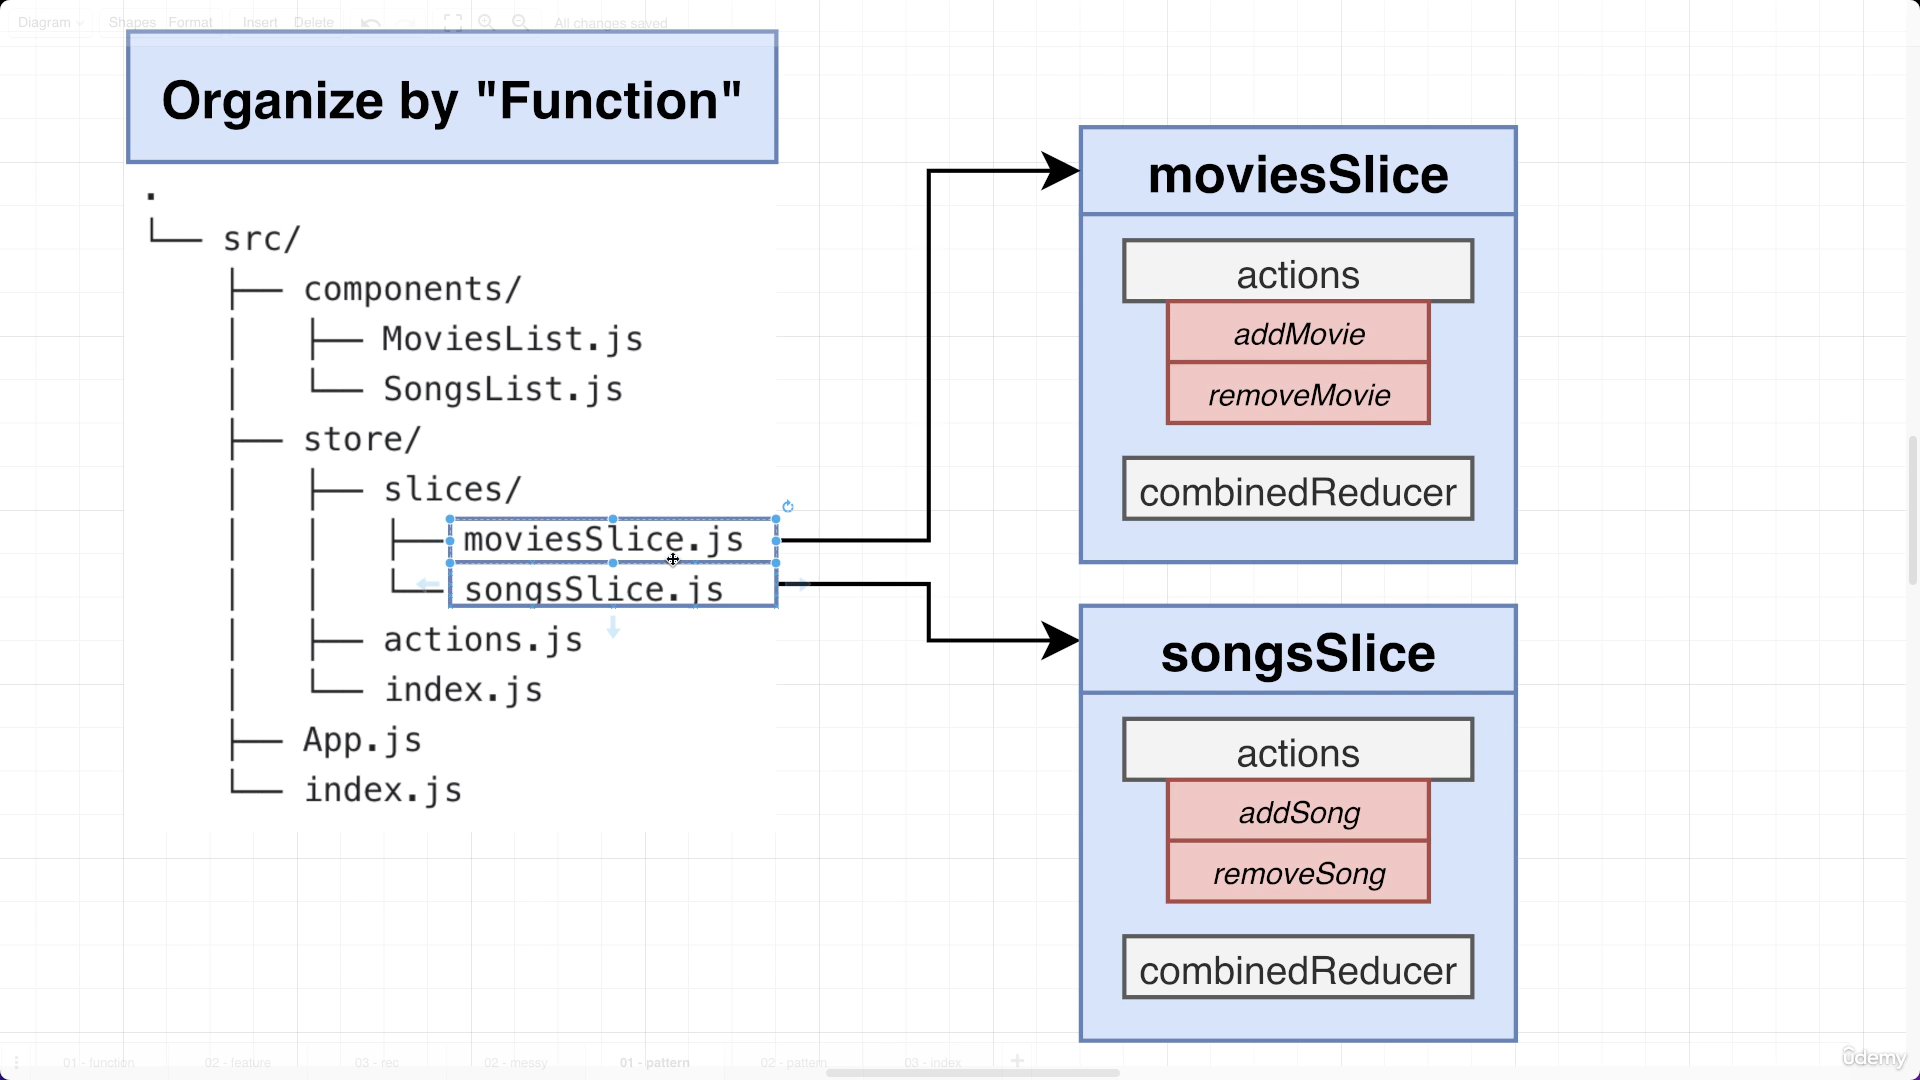 Diagram Shapes Format Insert Delete All changes saved
Organize by "Function"
.
└── src/
├── components/
│ ├── MoviesList.js
│ └── SongsList.js
├── store/
│ ├── slices/
│ │ ├── moviesSlice.js
│ │ └── songsSlice.js
│ ├── actions.js
│ └── index.js
├── App.js
└── index.js
moviesSlice
actions
addMovie
removeMovie
combinedReducer
songsSlice
actions
addSong
removeSong
combinedReducer
01 - function 02 - feature 03 - rec 02 - messy 01 - pattern 02 - pattern 03 - index
ûdemy